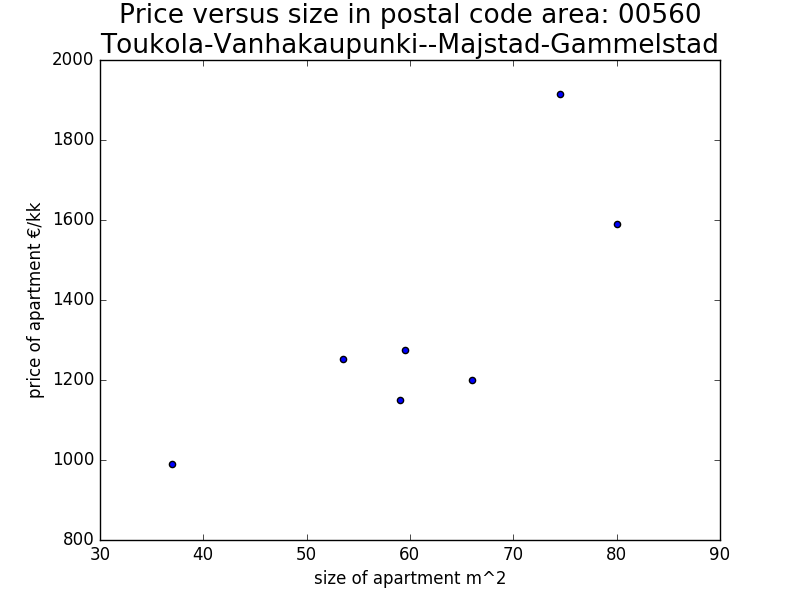 Price versus size in postal code area: 00560
Toukola-Vanhakaupunki--Majstad-Gammelstad
2000
1800
1600
1400
1200
1000
800
price of apartment €/kk
30 40 50 60 70 80 90
size of apartment m^2